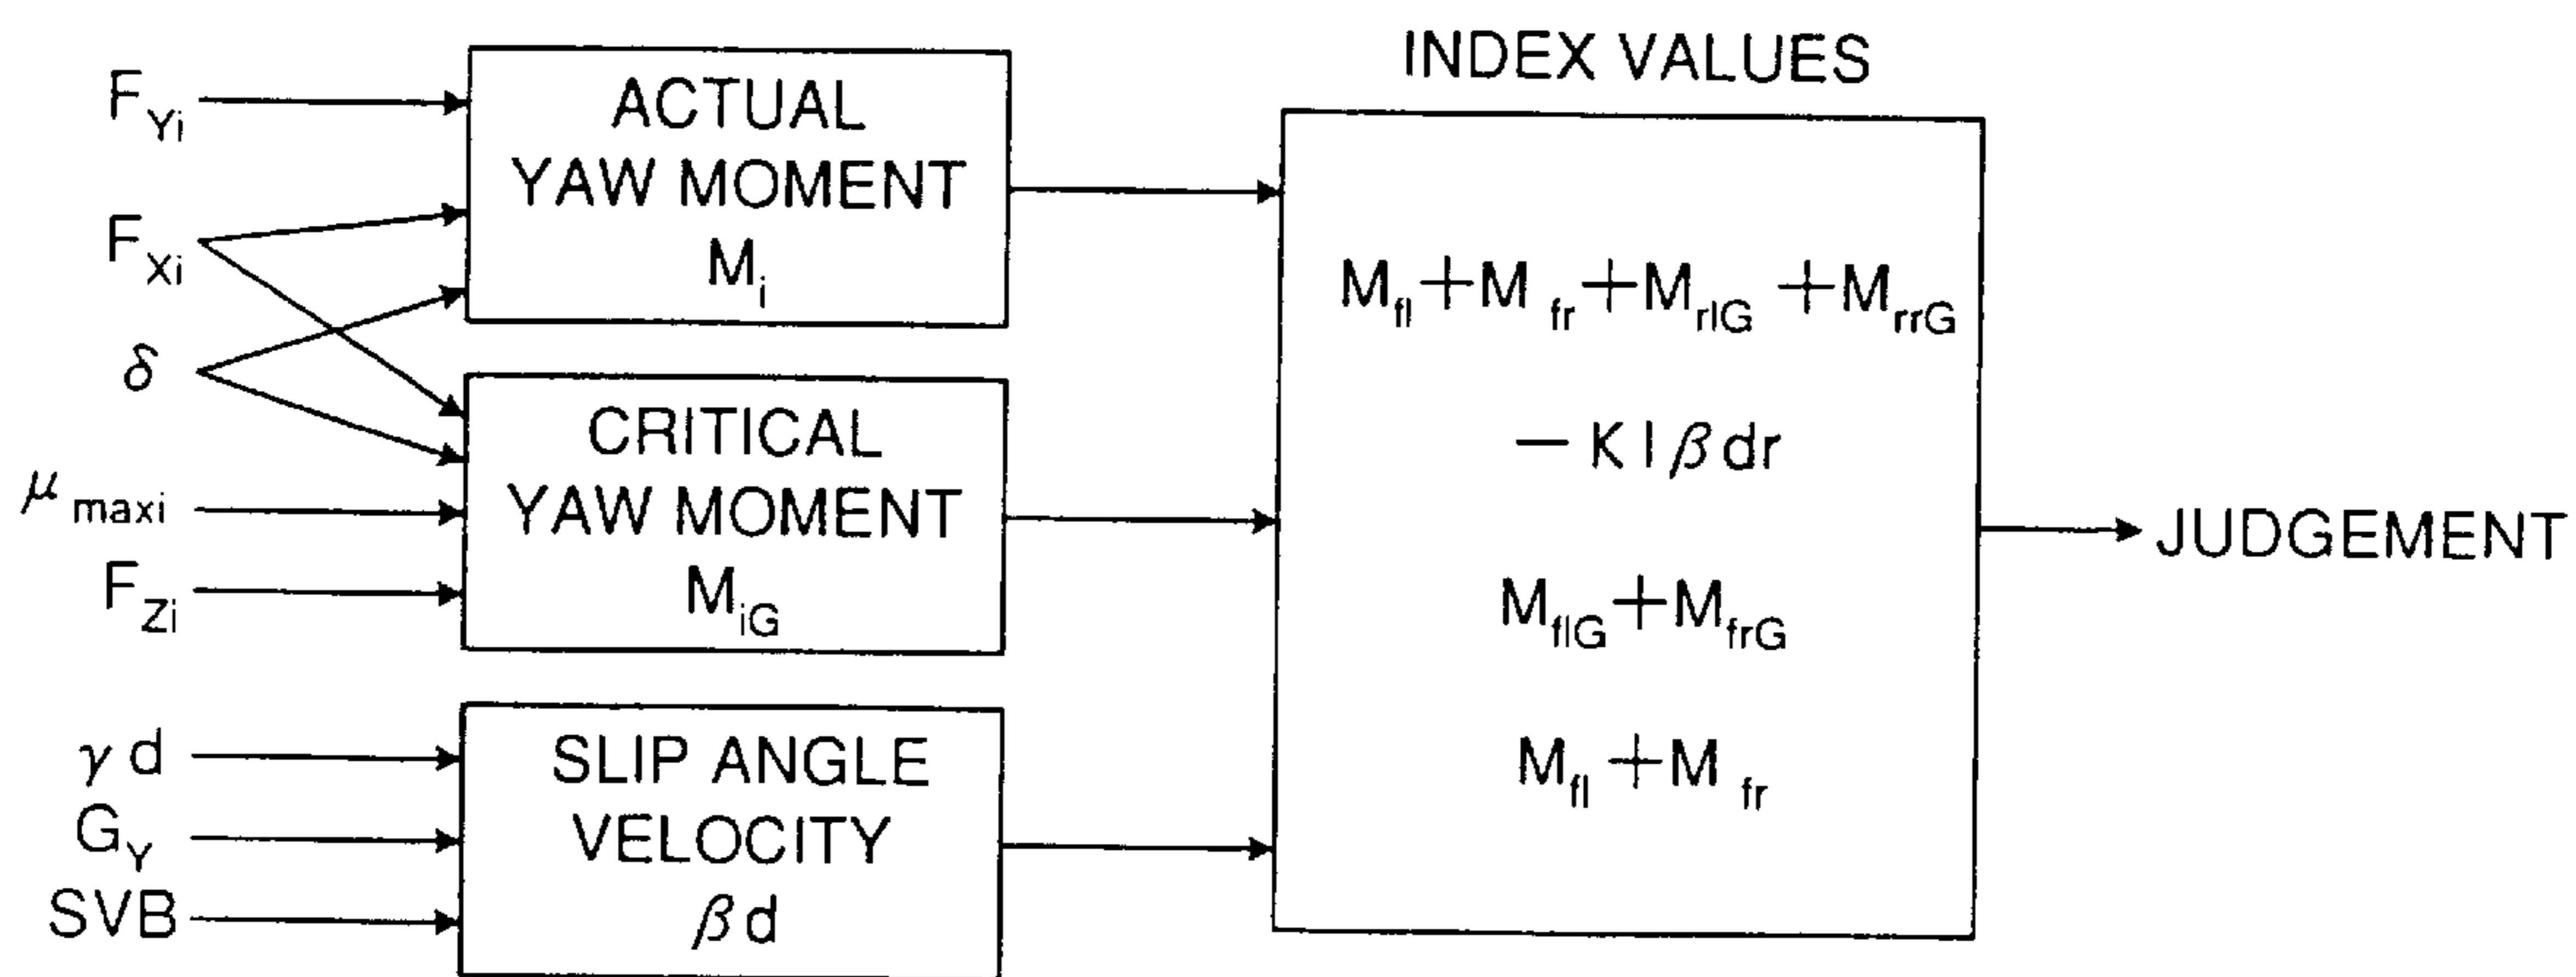 F_Yi
F_Xi
δ
μ_maxi
F_Zi
γd
G_Y
SVB
ACTUAL
YAW MOMENT
M_i
CRITICAL
YAW MOMENT
M_iG
SLIP ANGLE
VELOCITY
βd
INDEX VALUES
M_fl+M_fr+M_rlG+M_rrG
− K I β dr
M_flG+M_frG
M_fl+M_fr
JUDGEMENT